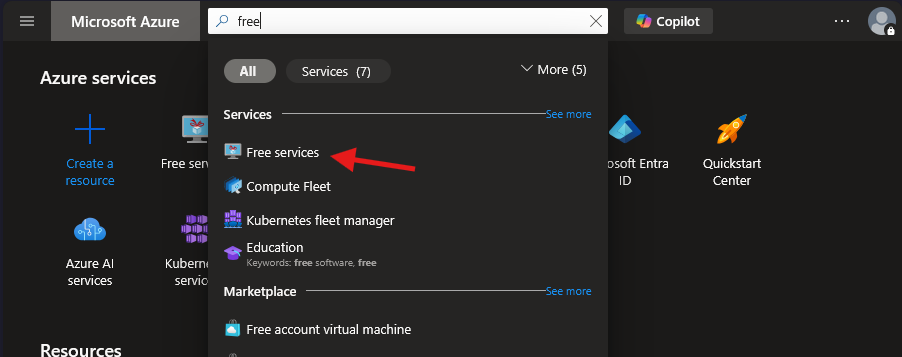 Microsoft Azure
free
Copilot
Azure services
All
Services (7)
More (5)
Services
See more
Create a
resource
Free serv
Free services
Compute Fleet
Kubernetes fleet manager
Education
Keywords: free software, free
osoft Entra
ID
Quickstart
Center
Azure AI
services
Kubern
servic
Marketplace
See more
Free account virtual machine
Resources